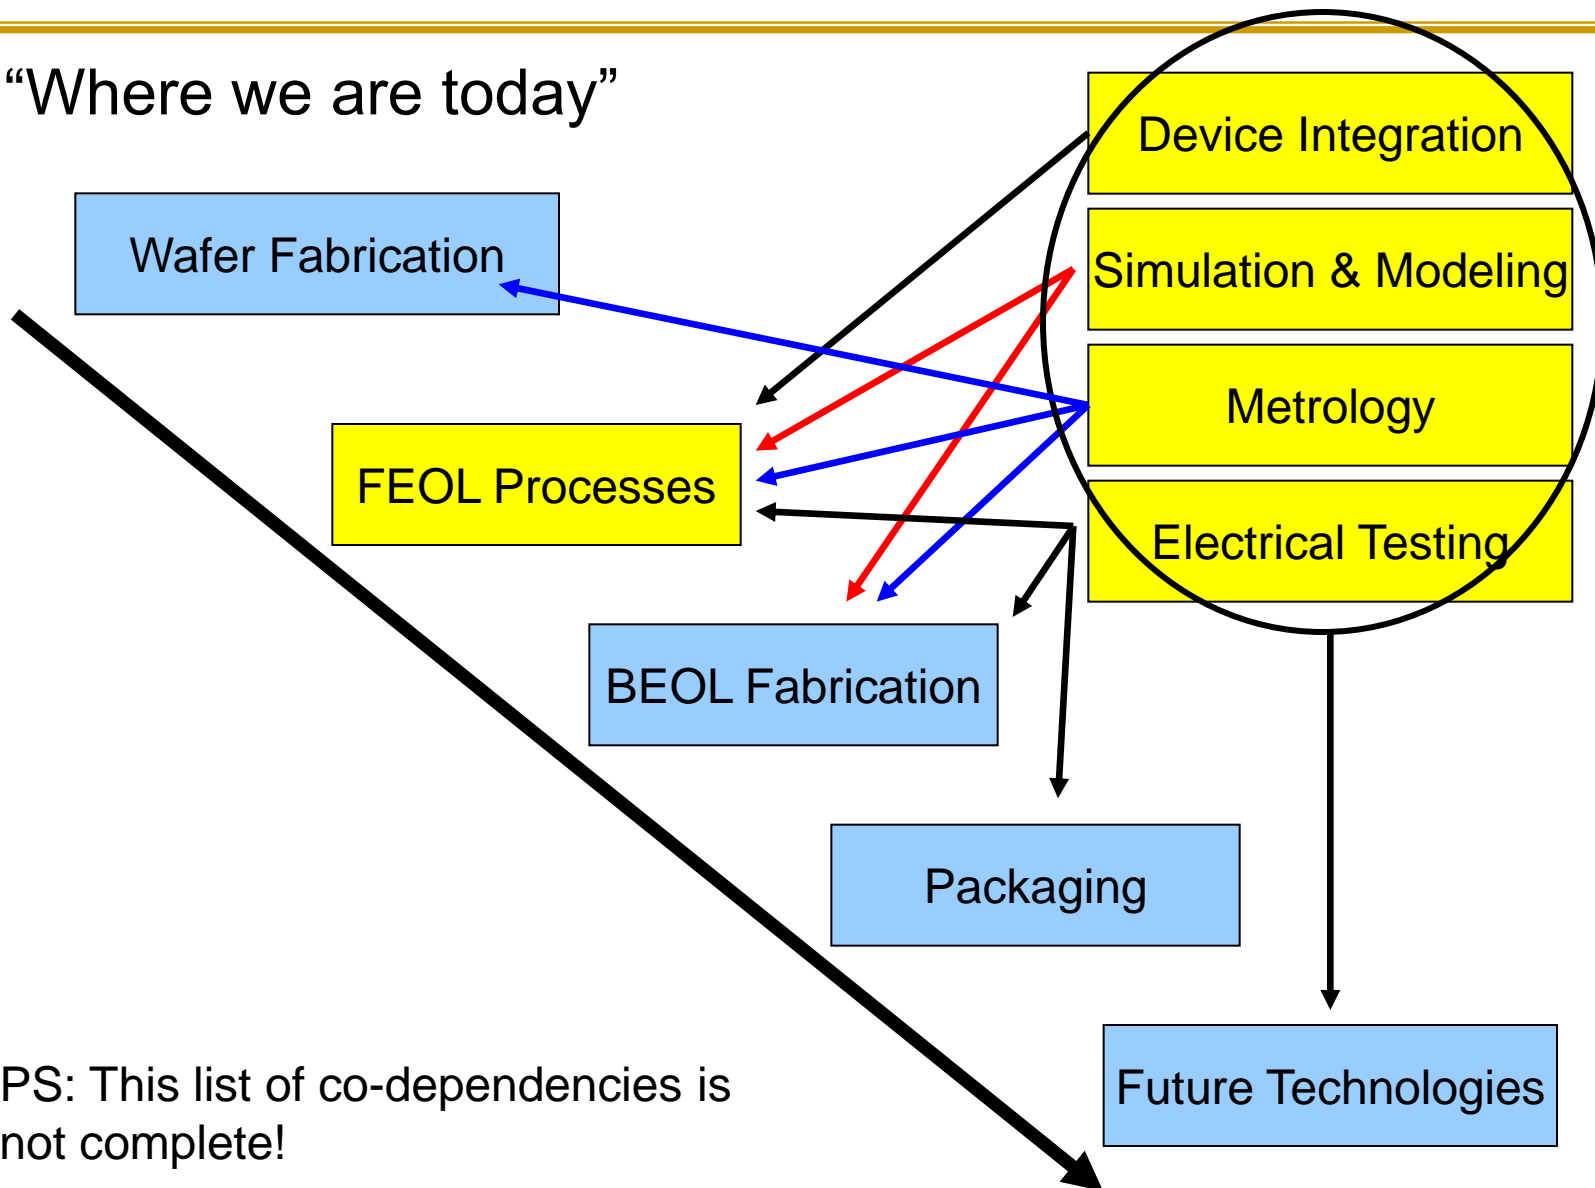 “Where we are today”
Device Integration
Wafer Fabrication
Simulation & Modeling
Metrology
FEOL Processes
Electrical Testing
BEOL Fabrication
Packaging
Future Technologies
PS: This list of co-dependencies is
not complete!